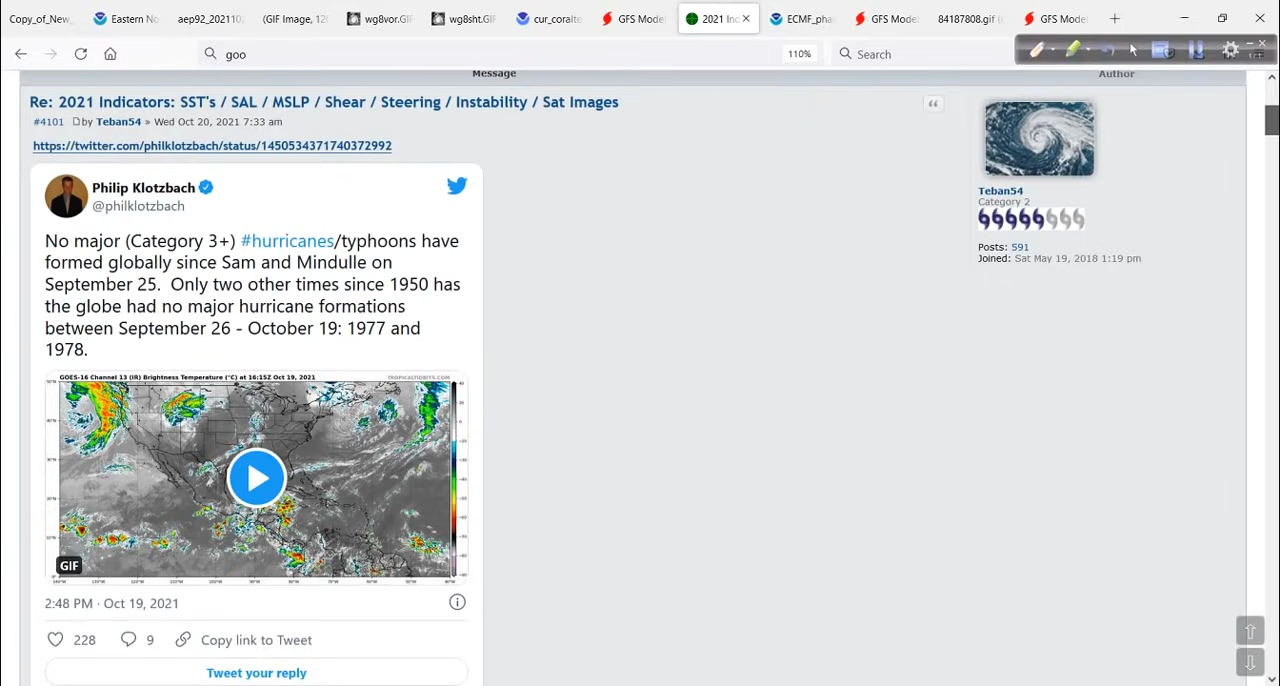 Copy_of_New_
Eastern No
aep92_20211020
(GIF Image, 120
wg8vor.GIF
wg8sht.GIF
cur_coralte
GFS Mode
2021 Ind
ECMF_pha
GFS Mode
84187808.gif
GFS Mode
goo
110%
Search
Message
Author
Re: 2021 Indicators: SST's / SAL / MSLP / Shear / Steering / Instability / Sat Images
#4101 by Teban54 » Wed Oct 20, 2021 7:33 am
https://twitter.com/philklotzbach/status/1450534371740372992
Philip Klotzbach
@philklotzbach
No major (Category 3+) #hurricanes/typhoons have
formed globally since Sam and Mindulle on
September 25. Only two other times since 1950 has
the globe had no major hurricane formations
between September 26 - October 19: 1977 and
1978.
GOES-16 Channel 13 (IR) Brightness Temperature (°C) at 16:15Z Oct 19, 2021
TROPICALTIDBITS.COM
GIF
2:48 PM · Oct 19, 2021
228
9
Copy link to Tweet
Tweet your reply
Teban54
Category 2
Posts: 591
Joined: Sat May 19, 2018 1:19 pm